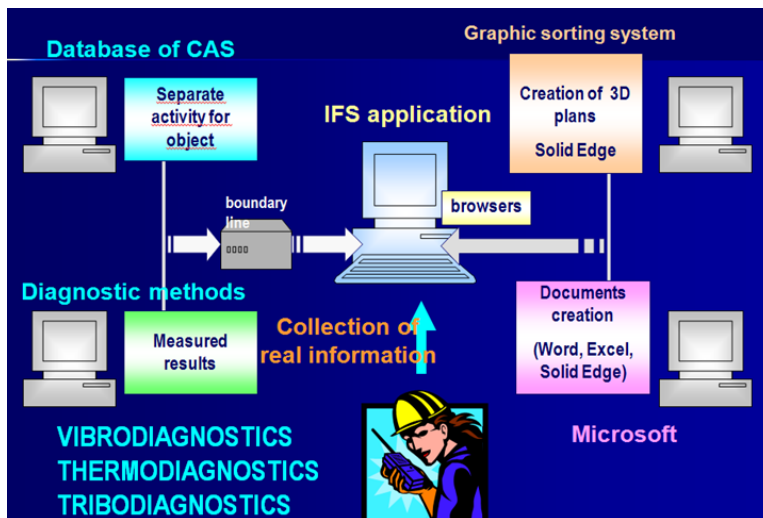 Database of CAS
Graphic sorting system
Separate
activity for
object
IFS application
Creation of 3D
plans
Solid Edge
boundary
line
browsers
Diagnostic methods
Measured
results
Collection of
real information
Documents
creation
(Word, Excel,
Solid Edge)
Microsoft
VIBRODIAGNOSTICS
THERMODIAGNOSTICS
TRIBODIAGNOSTICS